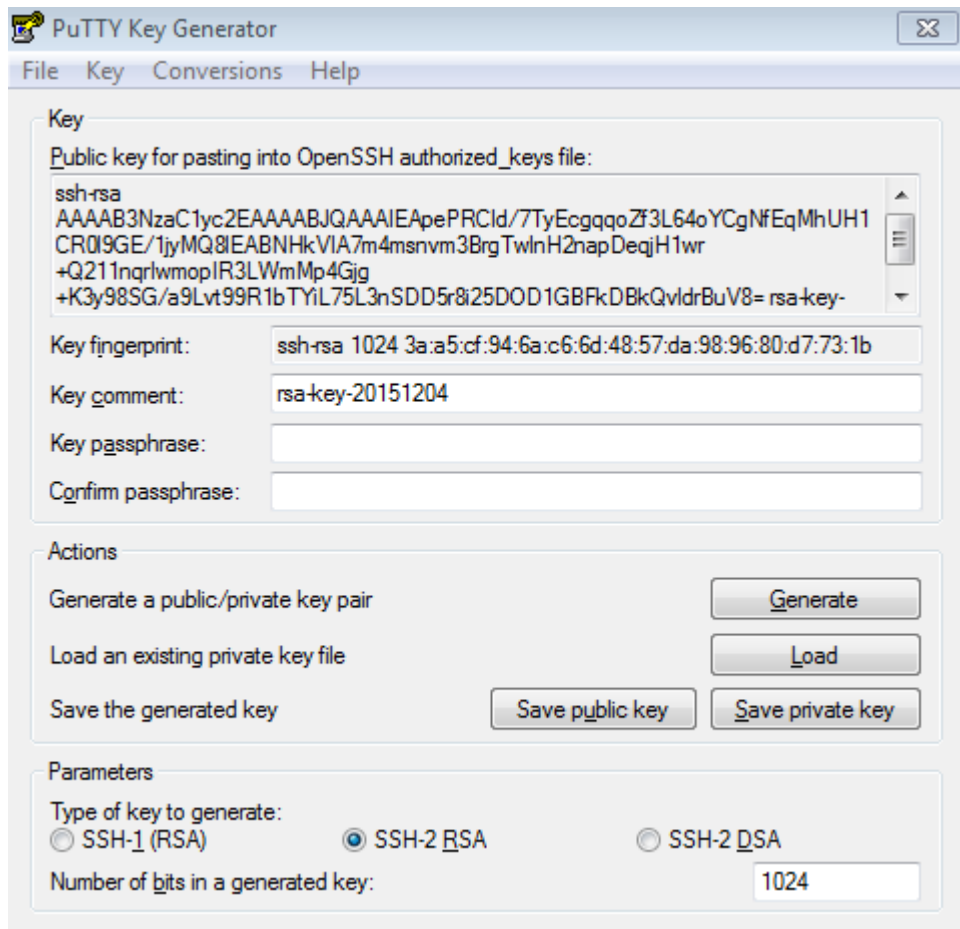 PuTTY Key Generator
File Key Conversions Help
Key
Public key for pasting into OpenSSH authorized_keys file:
ssh-rsa
AAAAB3NzaC1yc2EAAAABJQAAAIEApePRCId/7TyEcgqqoZf3L64oYCgNfEqMhUH1
CR0I9GE/1jyMQ8IEABNHkVIA7m4msnvm3BrgTwlnH2napDeqjH1wr
+Q211nqrlwmopIR3LWmMp4Gjg
+K3y98SG/a9Lvt99R1bTYiL75L3nSDD5r8i25DOD1GBFkDBkQvldrBuV8= rsa-key-
Key fingerprint: ssh-rsa 1024 3a:a5:cf:94:6a:c6:6d:48:57:da:98:96:80:d7:73:1b
Key comment: rsa-key-20151204
Key passphrase:
Confirm passphrase:
Actions
Generate a public/private key pair Generate
Load an existing private key file Load
Save the generated key Save public key Save private key
Parameters
Type of key to generate:
SSH-1 (RSA) SSH-2 RSA SSH-2 DSA
Number of bits in a generated key: 1024